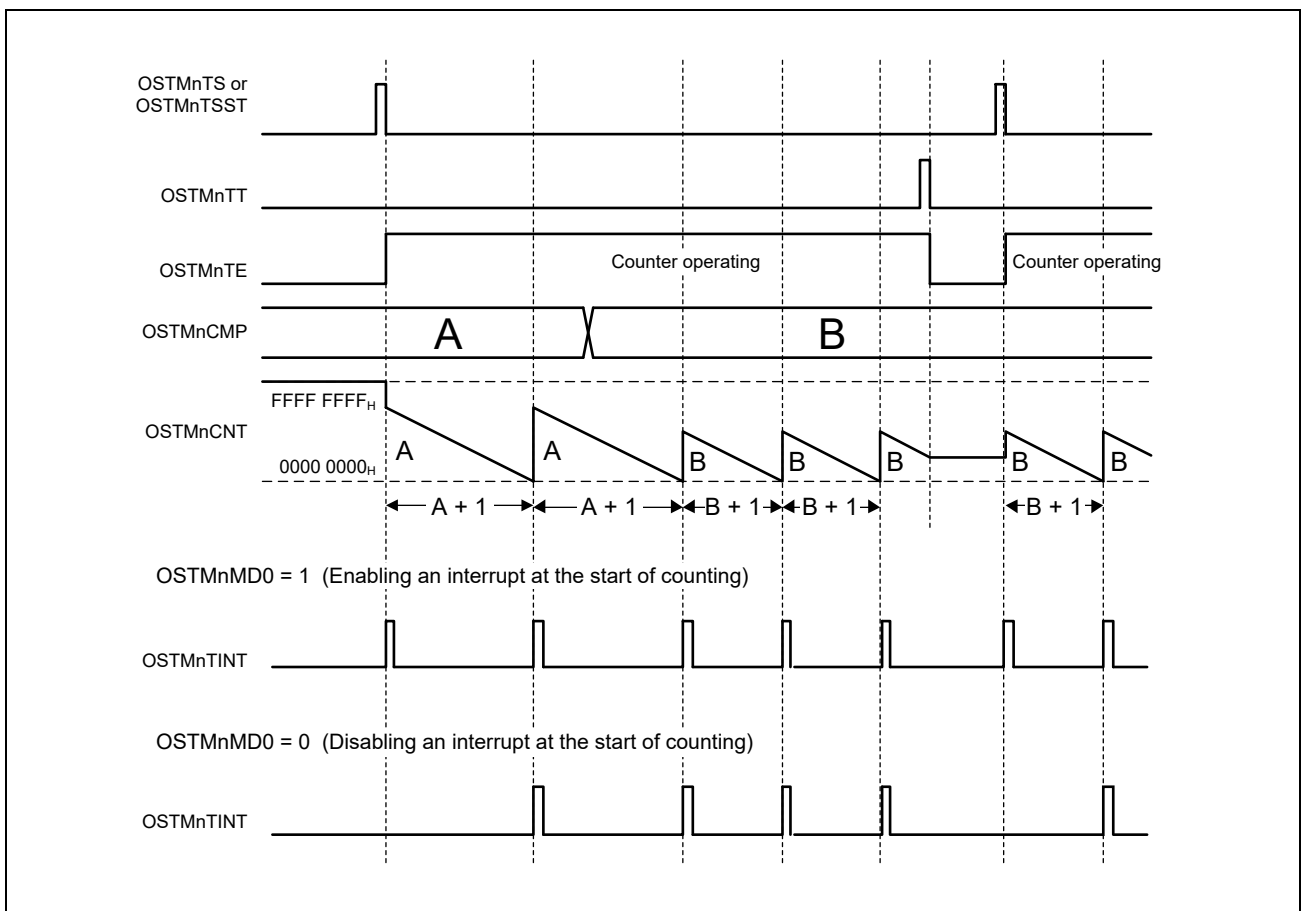 OSTMnTS or
OSTMnTSST
OSTMnTT
OSTMnTE
Counter operating
Counter operating
OSTMnCMP
A
B
FFFF FFFFH
OSTMnCNT
0000 0000H
A
A
B
B
B
B
B
A + 1
A + 1
B + 1
B + 1
B + 1
OSTMnMD0 = 1 (Enabling an interrupt at the start of counting)
OSTMnTINT
OSTMnMD0 = 0 (Disabling an interrupt at the start of counting)
OSTMnTINT